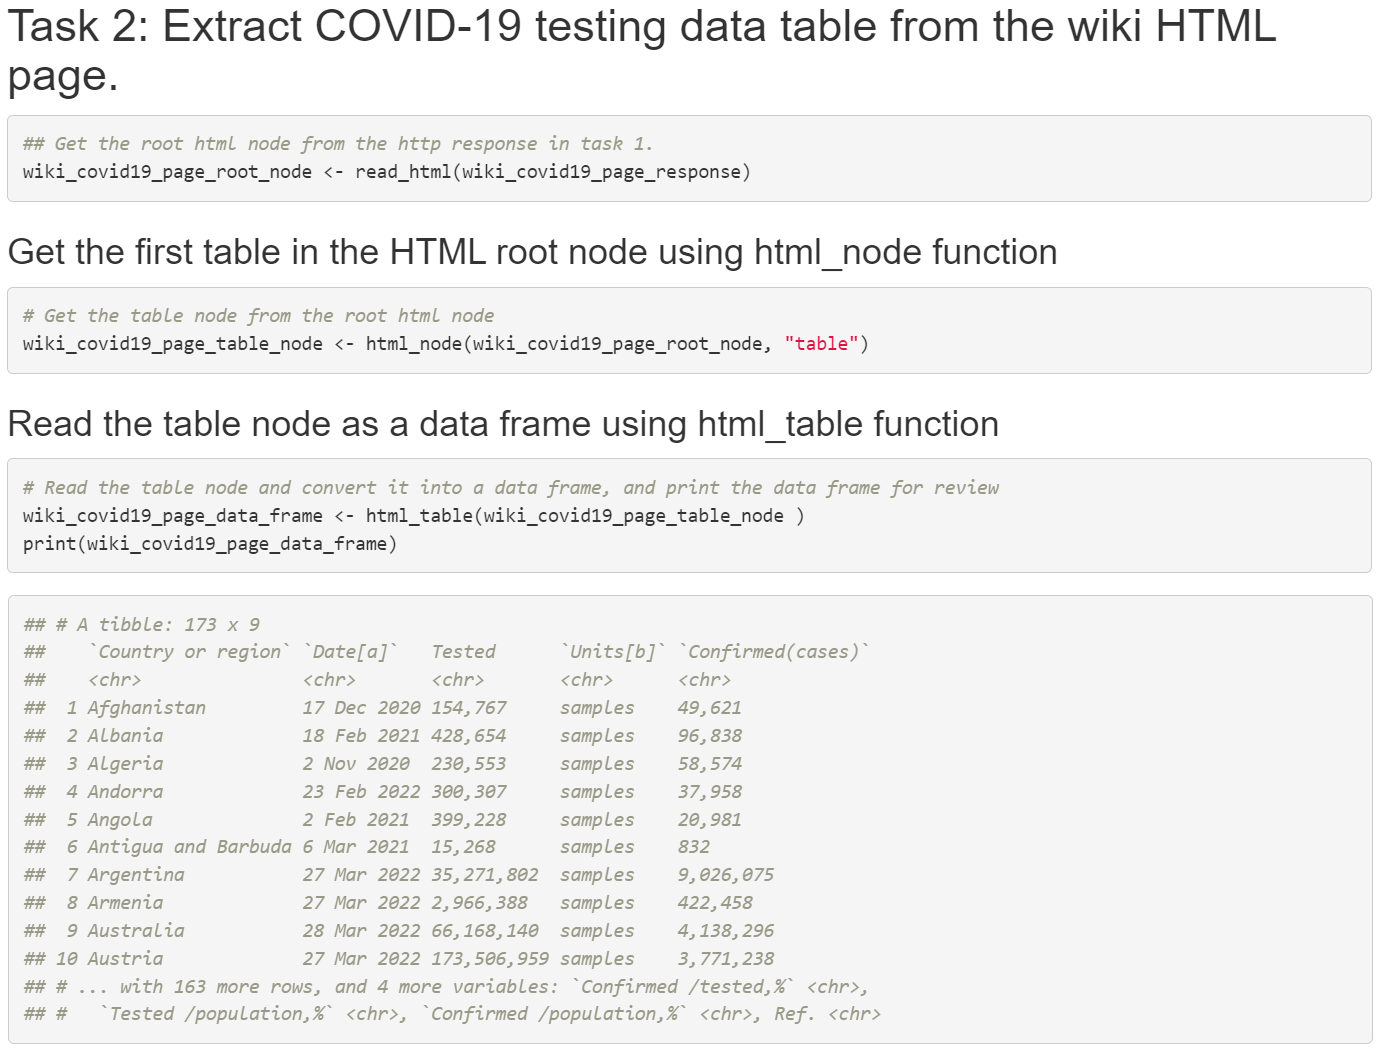 Task 2: Extract COVID-19 testing data table from the wiki HTML
page.
## Get the root html node from the http response in task 1.
wiki_covid19_page_root_node <- read_html(wiki_covid19_page_response)
Get the first table in the HTML root node using html_node function
# Get the table node from the root html node
wiki_covid19_page_table_node <- html_node(wiki_covid19_page_root_node, "table")
Read the table node as a data frame using html_table function
# Read the table node and convert it into a data frame, and print the data frame for review
wiki_covid19_page_data_frame <- html_table(wiki_covid19_page_table_node )
print(wiki_covid19_page_data_frame)
## # A tibble: 173 x 9
##    `Country or region` `Date[a]`   Tested      `Units[b]` `Confirmed(cases)`
##    <chr>               <chr>       <chr>       <chr>      <chr>
##  1 Afghanistan         17 Dec 2020 154,767     samples    49,621
##  2 Albania             18 Feb 2021 428,654     samples    96,838
##  3 Algeria             2 Nov 2020  230,553     samples    58,574
##  4 Andorra             23 Feb 2022 300,307     samples    37,958
##  5 Angola              2 Feb 2021  399,228     samples    20,981
##  6 Antigua and Barbuda 6 Mar 2021  15,268      samples    832
##  7 Argentina           27 Mar 2022 35,271,802  samples    9,026,075
##  8 Armenia             27 Mar 2022 2,966,388   samples    422,458
##  9 Australia           28 Mar 2022 66,168,140  samples    4,138,296
## 10 Austria             27 Mar 2022 173,506,959 samples    3,771,238
## # ... with 163 more rows, and 4 more variables: `Confirmed /tested,%` <chr>,
## #   `Tested /population,%` <chr>, `Confirmed /population,%` <chr>, Ref. <chr>